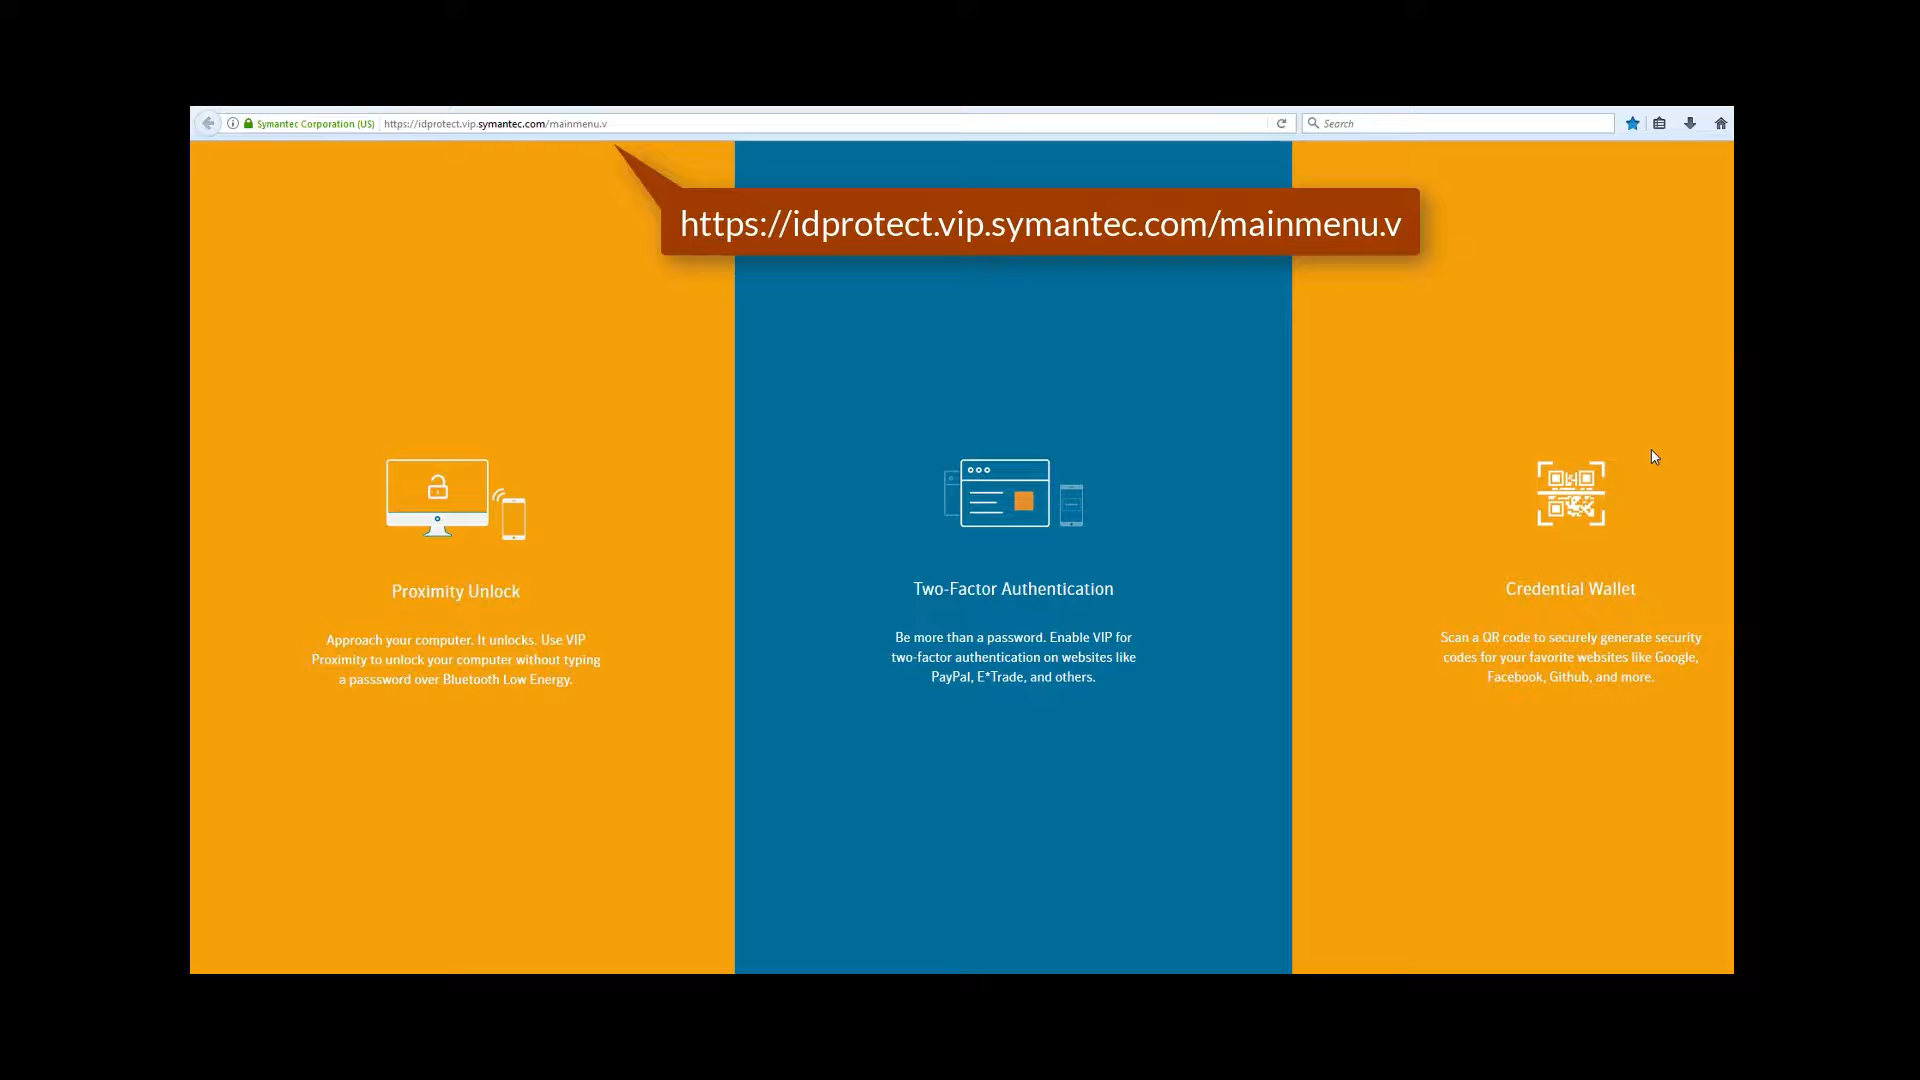 Symantec Corporation (US)
https://idprotect.vip.symantec.com/mainmenu.v
Search
https://idprotect.vip.symantec.com/mainmenu.v
Proximity Unlock
Approach your computer. It unlocks. Use VIP
Proximity to unlock your computer without typing
a passsword over Bluetooth Low Energy.
Two-Factor Authentication
Be more than a password. Enable VIP for
two-factor authentication on websites like
PayPal, E*Trade, and others.
Credential Wallet
Scan a QR code to securely generate security
codes for your favorite websites like Google,
Facebook, Github, and more.